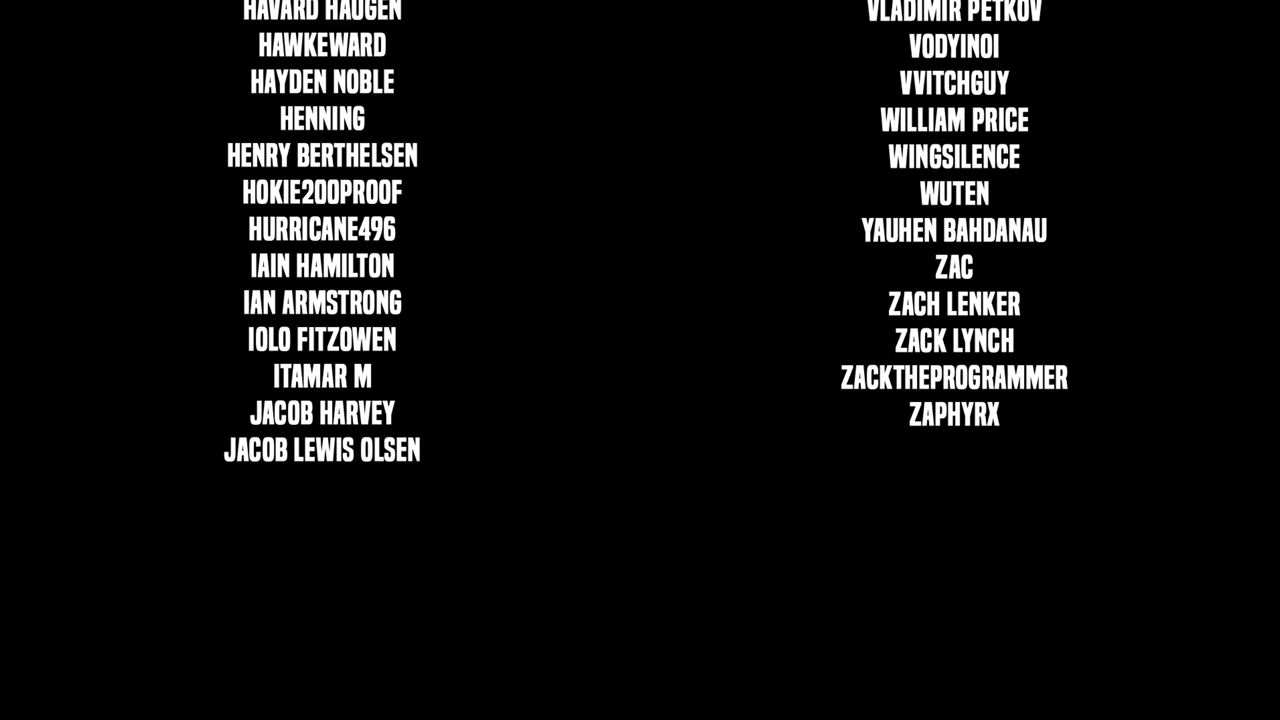 HAVARD HAUGEN
HAWKEWARD
HAYDEN NOBLE
HENNING
HENRY BERTHELSEN
HOKIE200PROOF
HURRICANE496
IAIN HAMILTON
IAN ARMSTRONG
IOLO FITZOWEN
ITAMAR M
JACOB HARVEY
JACOB LEWIS OLSEN
VLADIMIR PETKOV
VODYINOI
VVITCHGUY
WILLIAM PRICE
WINGSILENCE
WUTEN
YAUHEN BAHDANAU
ZAC
ZACH LENKER
ZACK LYNCH
ZACKTHEPROGRAMMER
ZAPHYRX